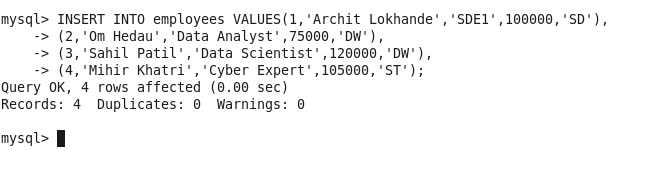 mysql> INSERT INTO employees VALUES(1,'Archit Lokhande','SDE1',100000,'SD'),
    -> (2,'Om Hedau','Data Analyst',75000,'DW'),
    -> (3,'Sahil Patil','Data Scientist',120000,'DW'),
    -> (4,'Mihir Khatri','Cyber Expert',105000,'ST');
Query OK, 4 rows affected (0.00 sec)
Records: 4  Duplicates: 0  Warnings: 0
mysql>